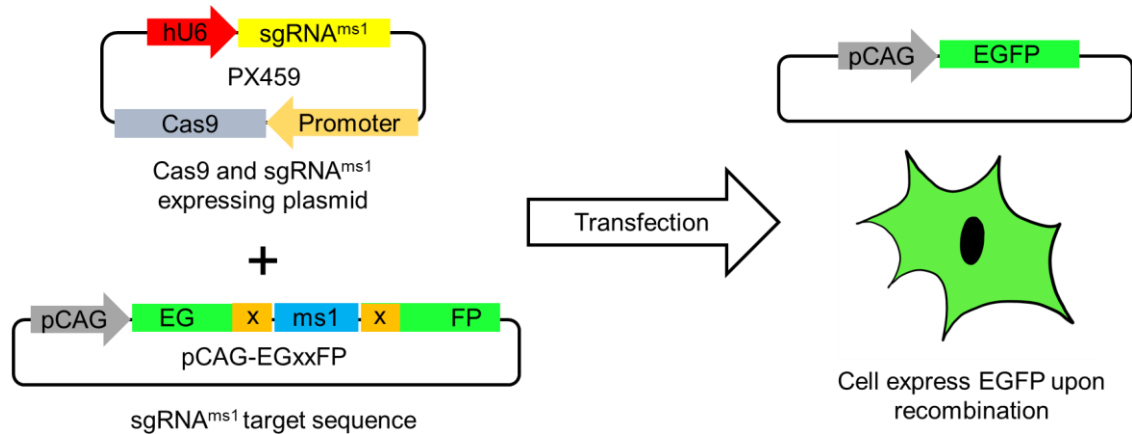 hU6
sgRNAms1
PX459
Cas9
Promoter
Cas9 and sgRNAms1
expressing plasmid
+
pCAG
EG
x
ms1
x
FP
pCAG-EGxxFP
sgRNAms1 target sequence
Transfection
pCAG
EGFP
Cell express EGFP upon
recombination